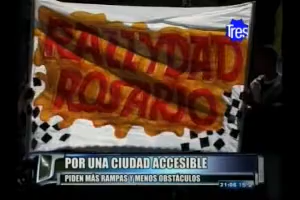 Tres
RALLYDAD
ROSARIO
POR UNA CIUDAD ACCESIBLE
PIDEN MÁS RAMPAS Y MENOS OBSTÁCULOS